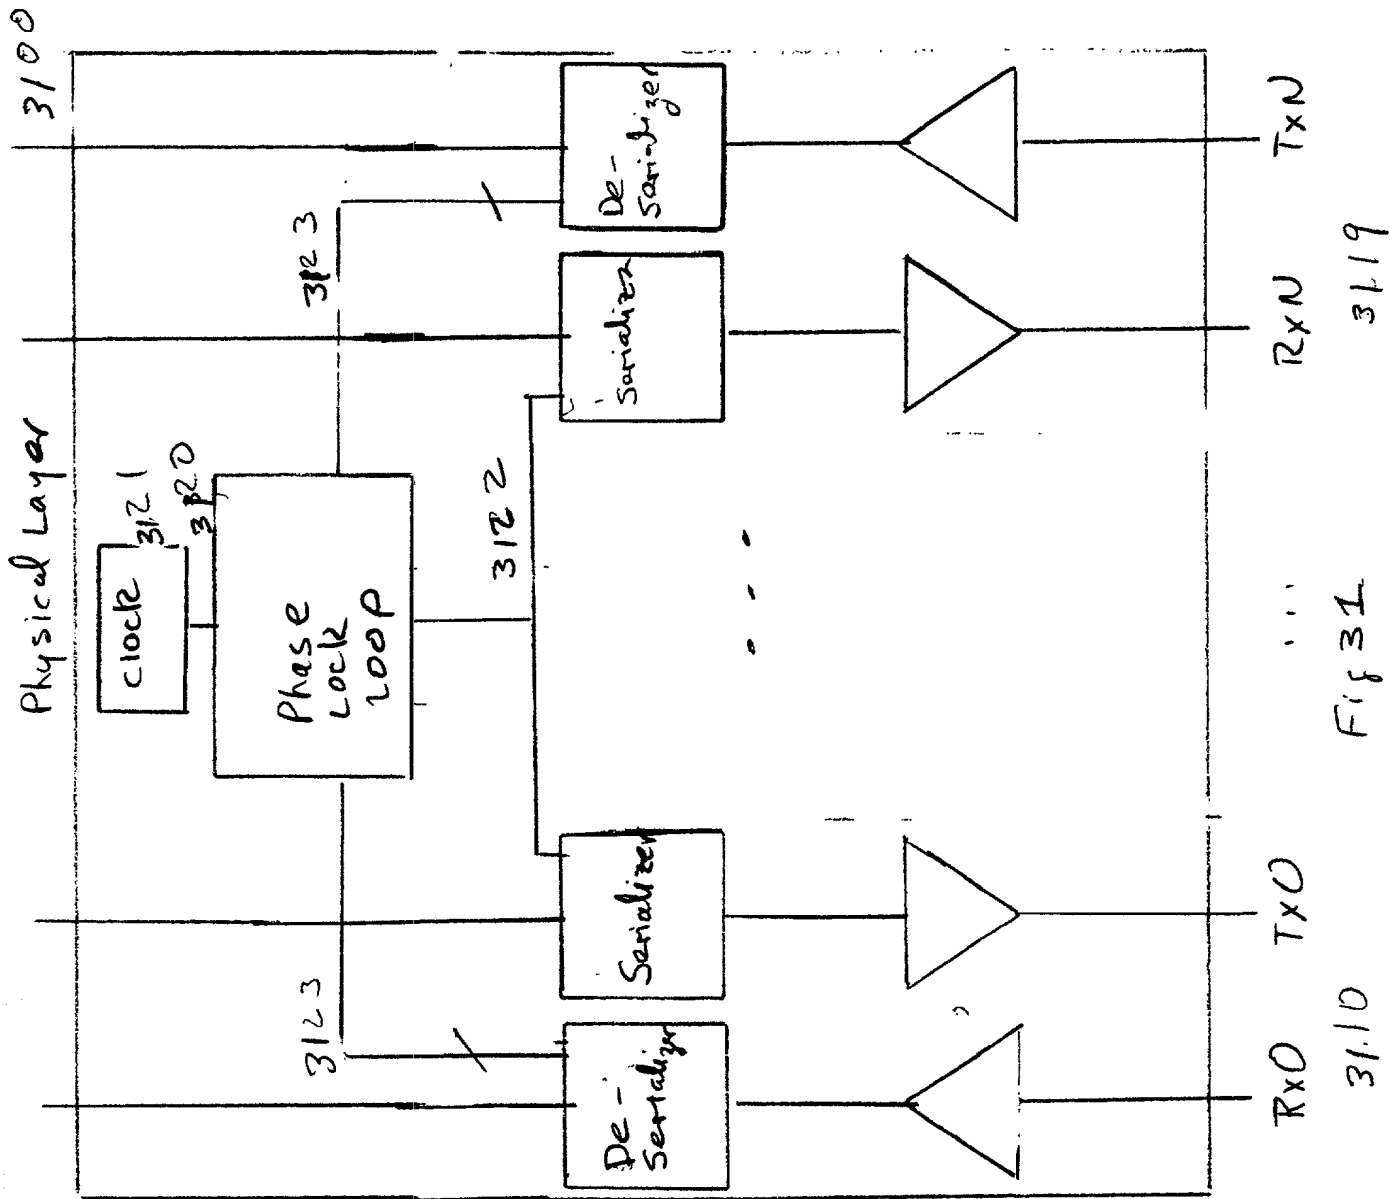 Physical Layer
3100
Clock
3121
3120
Phase
Lock
Loop
3123
3123
3122
De-
Serializer
Serializer
Serializer
De-
Serializer
RxO
TxO
...
RxN
TxN
3110
3119
Fig 31